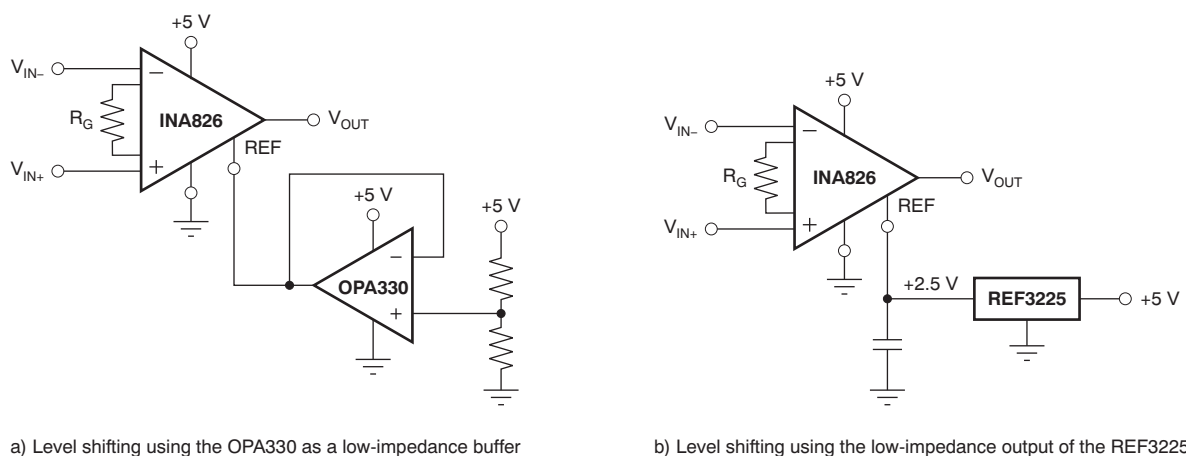 +5 V
V_IN–
R_G
INA826
V_OUT
V_IN+
REF
+5 V
+5 V
OPA330
a) Level shifting using the OPA330 as a low-impedance buffer
+5 V
V_IN–
R_G
INA826
V_OUT
V_IN+
REF
+2.5 V
REF3225
+5 V
b) Level shifting using the low-impedance output of the REF3225